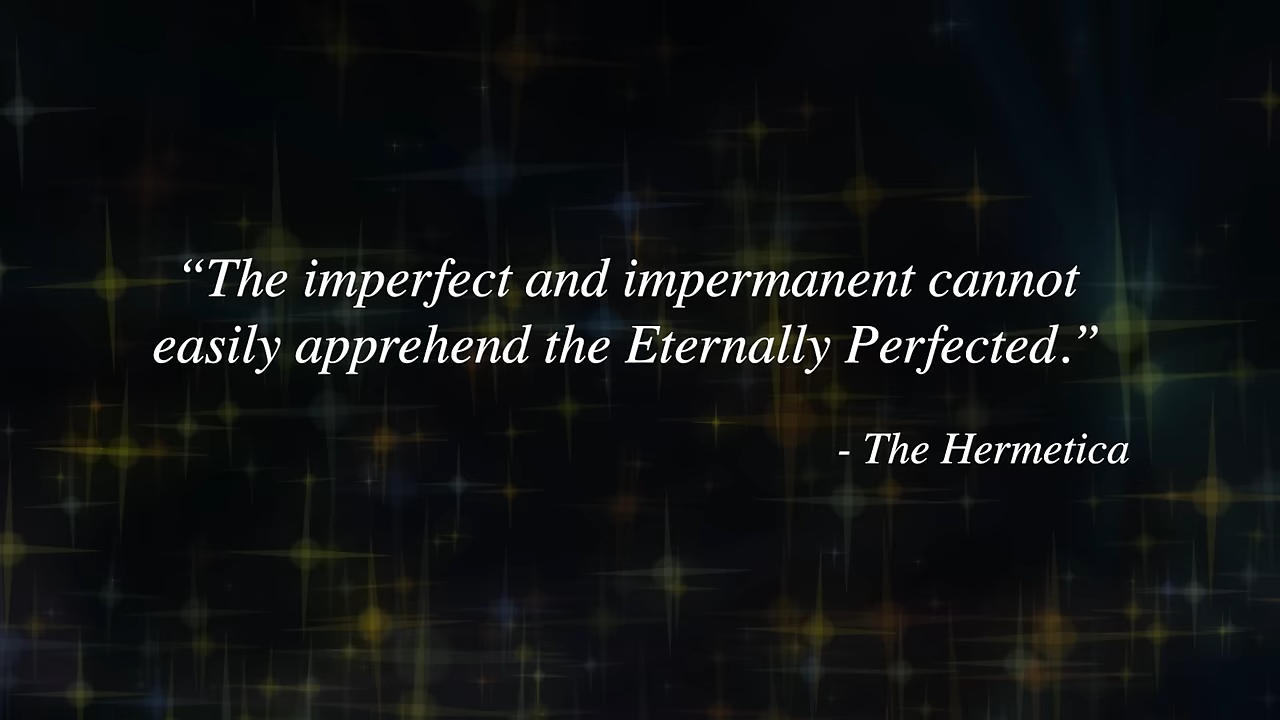 “The imperfect and impermanent cannot
easily apprehend the Eternally Perfected.”
- The Hermetica